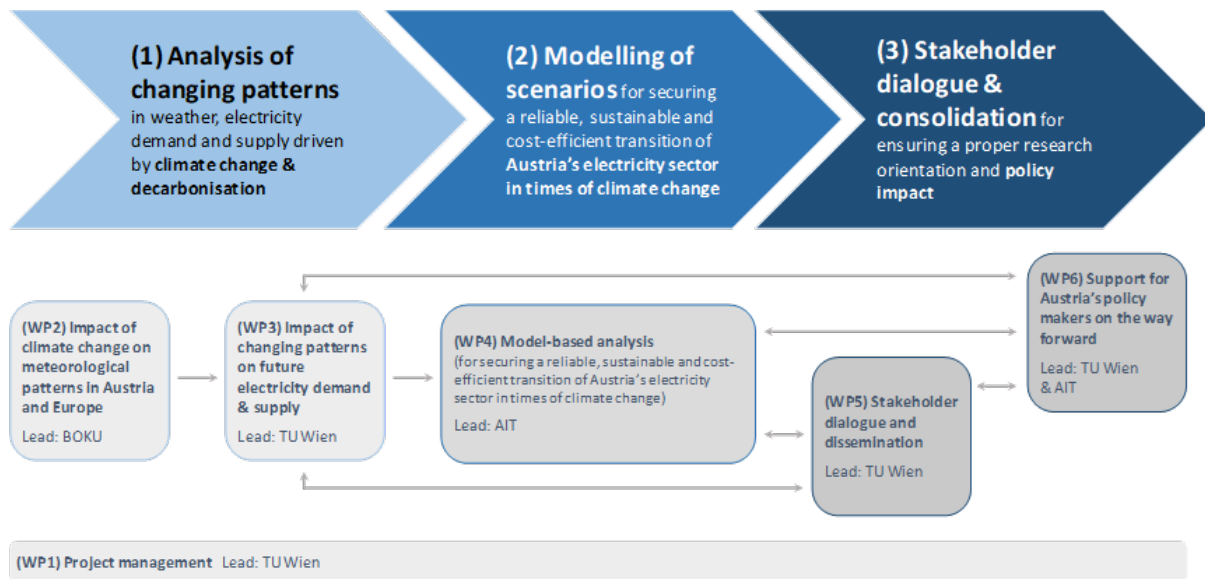 (1) Analysis of
changing patterns
in weather, electricity
demand and supply driven
by climate change &
decarbonisation
(2) Modelling of
scenarios for securing
a reliable, sustainable and
cost-efficient transition of
Austria's electricity sector
in times of climate change
(3) Stakeholder
dialogue &
consolidation for
ensuring a proper research
orientation and policy
impact
(WP2) Impact of
climate change on
meteorological
patterns in Austria
and Europe
Lead: BOKU
(WP3) Impact of
changing patterns
on future
electricity demand
& supply
Lead: TU Wien
(WP4) Model-based analysis
(for securing a reliable, sustainable and cost-
efficient transition of Austria's electricity
sector in times of climate change)
Lead: AIT
(WP5) Stakeholder
dialogue and
dissemination
Lead: TU Wien
(WP6) Support for
Austria's policy
makers on the way
forward
Lead: TU Wien
& AIT
(WP1) Project management Lead: TU Wien